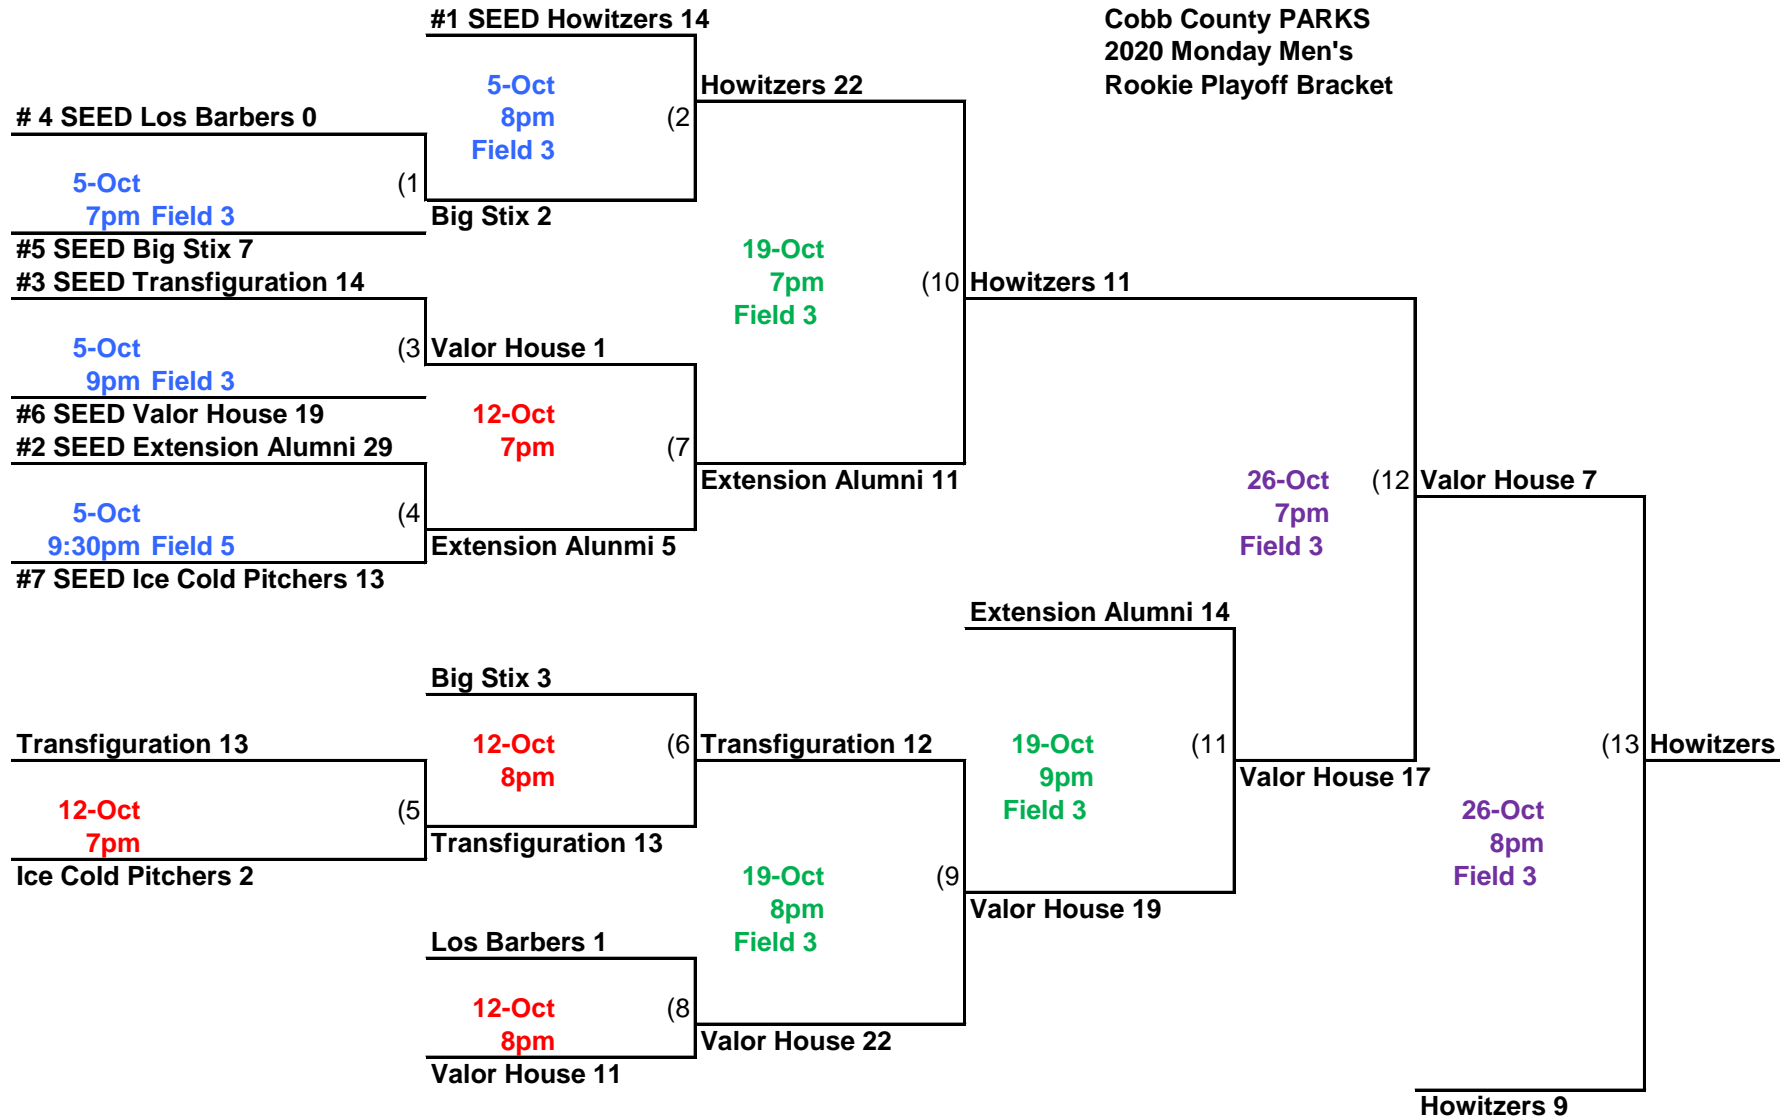 #1 SEED Howitzers 14
Cobb County PARKS
2020 Monday Men's
Rookie Playoff Bracket
5-Oct
8pm
Field 3
(2
Howitzers 22
# 4 SEED Los Barbers 0
5-Oct
7pm Field 3
(1
Big Stix 2
#5 SEED Big Stix 7
#3 SEED Transfiguration 14
19-Oct
7pm
Field 3
(10
Howitzers 11
5-Oct
9pm Field 3
(3
Valor House 1
#6 SEED Valor House 19
#2 SEED Extension Alumni 29
12-Oct
7pm
(7
Extension Alumni 11
5-Oct
9:30pm Field 5
(4
Extension Alunmi 5
#7 SEED Ice Cold Pitchers 13
26-Oct
7pm
Field 3
(12
Valor House 7
Extension Alumni 14
Big Stix 3
Transfiguration 13
12-Oct
8pm
(6
Transfiguration 12
19-Oct
9pm
Field 3
(11
Valor House 17
(13
Howitzers
12-Oct
7pm
(5
Transfiguration 13
Ice Cold Pitchers 2
19-Oct
8pm
Field 3
(9
Valor House 19
26-Oct
8pm
Field 3
Los Barbers 1
12-Oct
8pm
(8
Valor House 22
Valor House 11
Howitzers 9